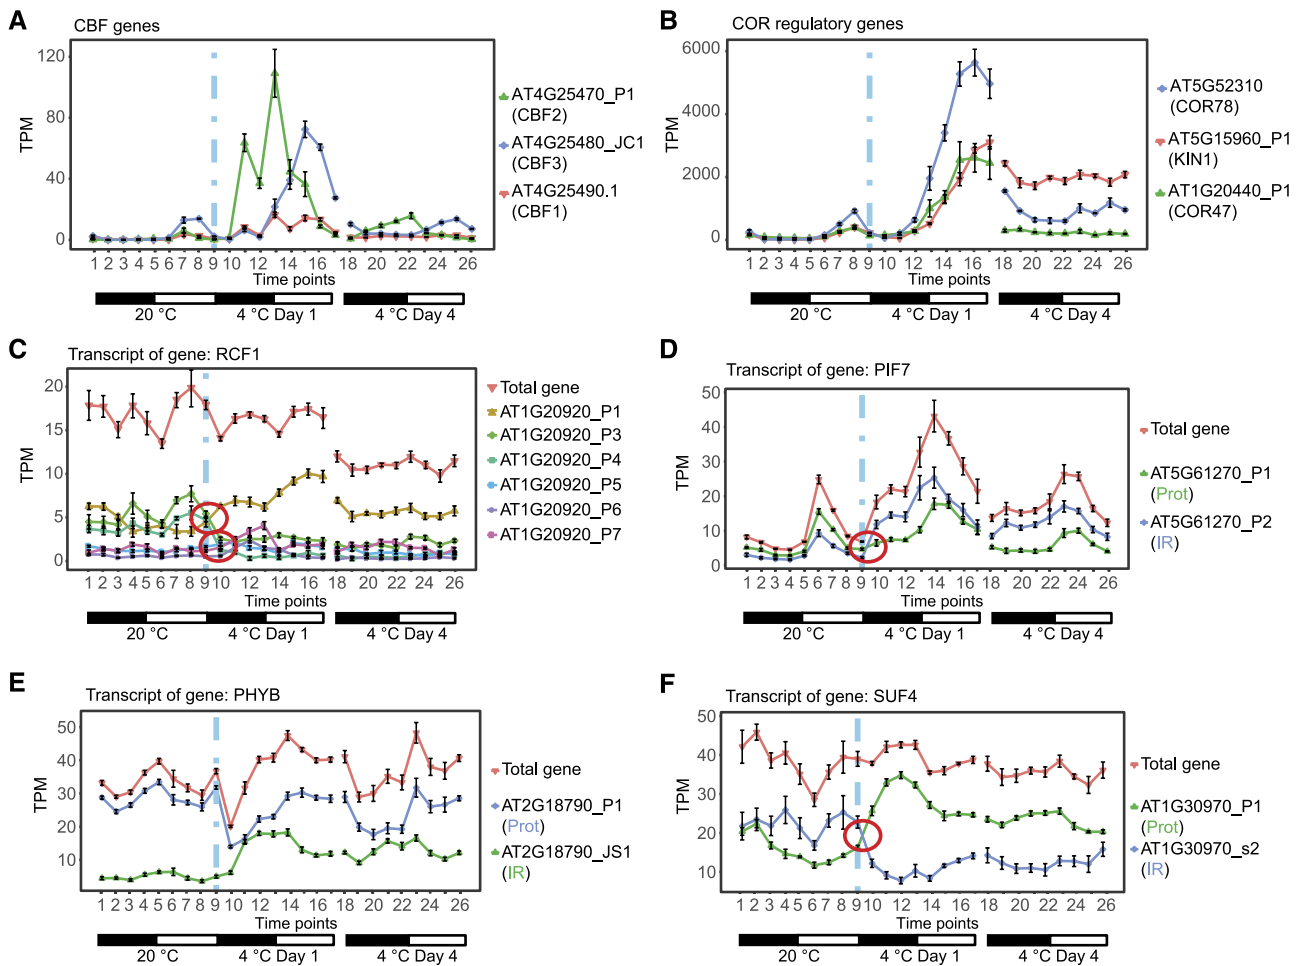 A
CBF genes
120
80
40
0
TPM
1 2 3 4 5 6 7 8 9 10 12 14 16 18 20 22 24 26
Time points
20 °C
4 °C Day 1
4 °C Day 4
AT4G25470_P1
(CBF2)
AT4G25480_JC1
(CBF3)
AT4G25490.1
(CBF1)
B
COR regulatory genes
6000
4000
2000
0
TPM
1 2 3 4 5 6 7 8 9 10 12 14 16 18 20 22 24 26
Time points
20 °C
4 °C Day 1
4 °C Day 4
AT5G52310
(COR78)
AT5G15960_P1
(KIN1)
AT1G20440_P1
(COR47)
C
Transcript of gene: RCF1
20
15
10
5
0
TPM
1 2 3 4 5 6 7 8 9 10 12 14 16 18 20 22 24 26
Time points
20 °C
4 °C Day 1
4 °C Day 4
Total gene
AT1G20920_P1
AT1G20920_P3
AT1G20920_P4
AT1G20920_P5
AT1G20920_P6
AT1G20920_P7
D
Transcript of gene: PIF7
50
40
30
20
10
0
TPM
1 2 3 4 5 6 7 8 9 10 12 14 16 18 20 22 24 26
Time points
20 °C
4 °C Day 1
4 °C Day 4
Total gene
AT5G61270_P1
(Prot)
AT5G61270_P2
(IR)
E
Transcript of gene: PHYB
50
40
30
20
10
TPM
1 2 3 4 5 6 7 8 9 10 12 14 16 18 20 22 24 26
Time points
20 °C
4 °C Day 1
4 °C Day 4
Total gene
AT2G18790_P1
(Prot)
AT2G18790_JS1
(IR)
F
Transcript of gene: SUF4
50
40
30
20
10
TPM
1 2 3 4 5 6 7 8 9 10 12 14 16 18 20 22 24 26
Time points
20 °C
4 °C Day 1
4 °C Day 4
Total gene
AT1G30970_P1
(Prot)
AT1G30970_s2
(IR)